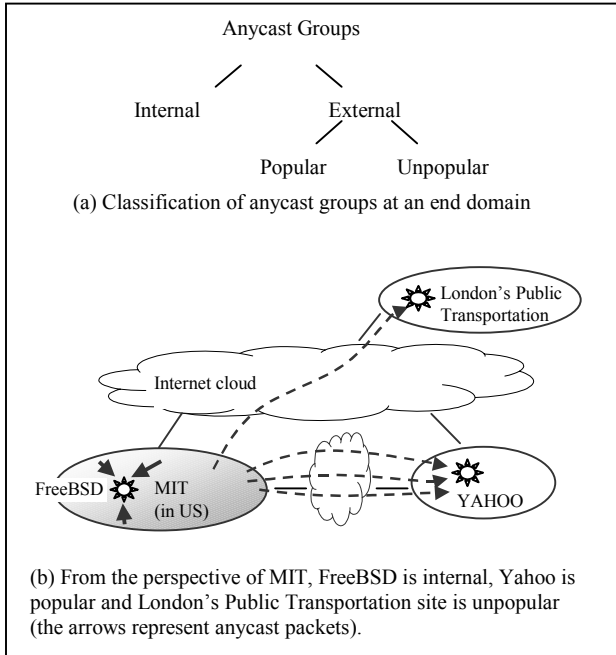 Anycast Groups
Internal External
Popular Unpopular
(a) Classification of anycast groups at an end domain
London’s Public
Transportation
Internet cloud
FreeBSD MIT
(in US)
YAHOO
(b) From the perspective of MIT, FreeBSD is internal, Yahoo is
popular and London’s Public Transportation site is unpopular
(the arrows represent anycast packets).